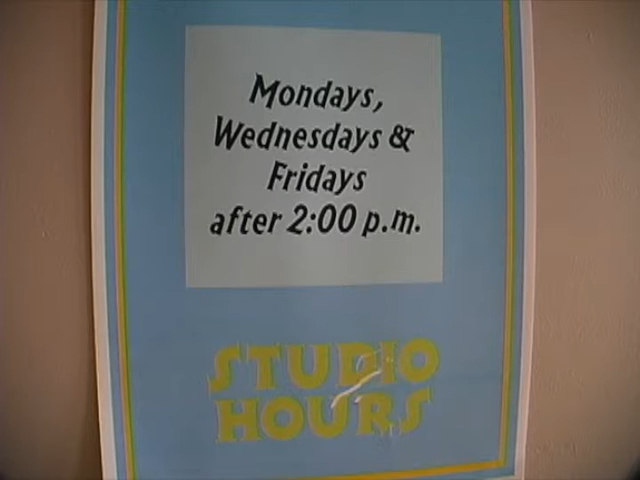 Mondays,
Wednesdays &
Fridays
after 2:00 p.m.
STUDIO
HOURS